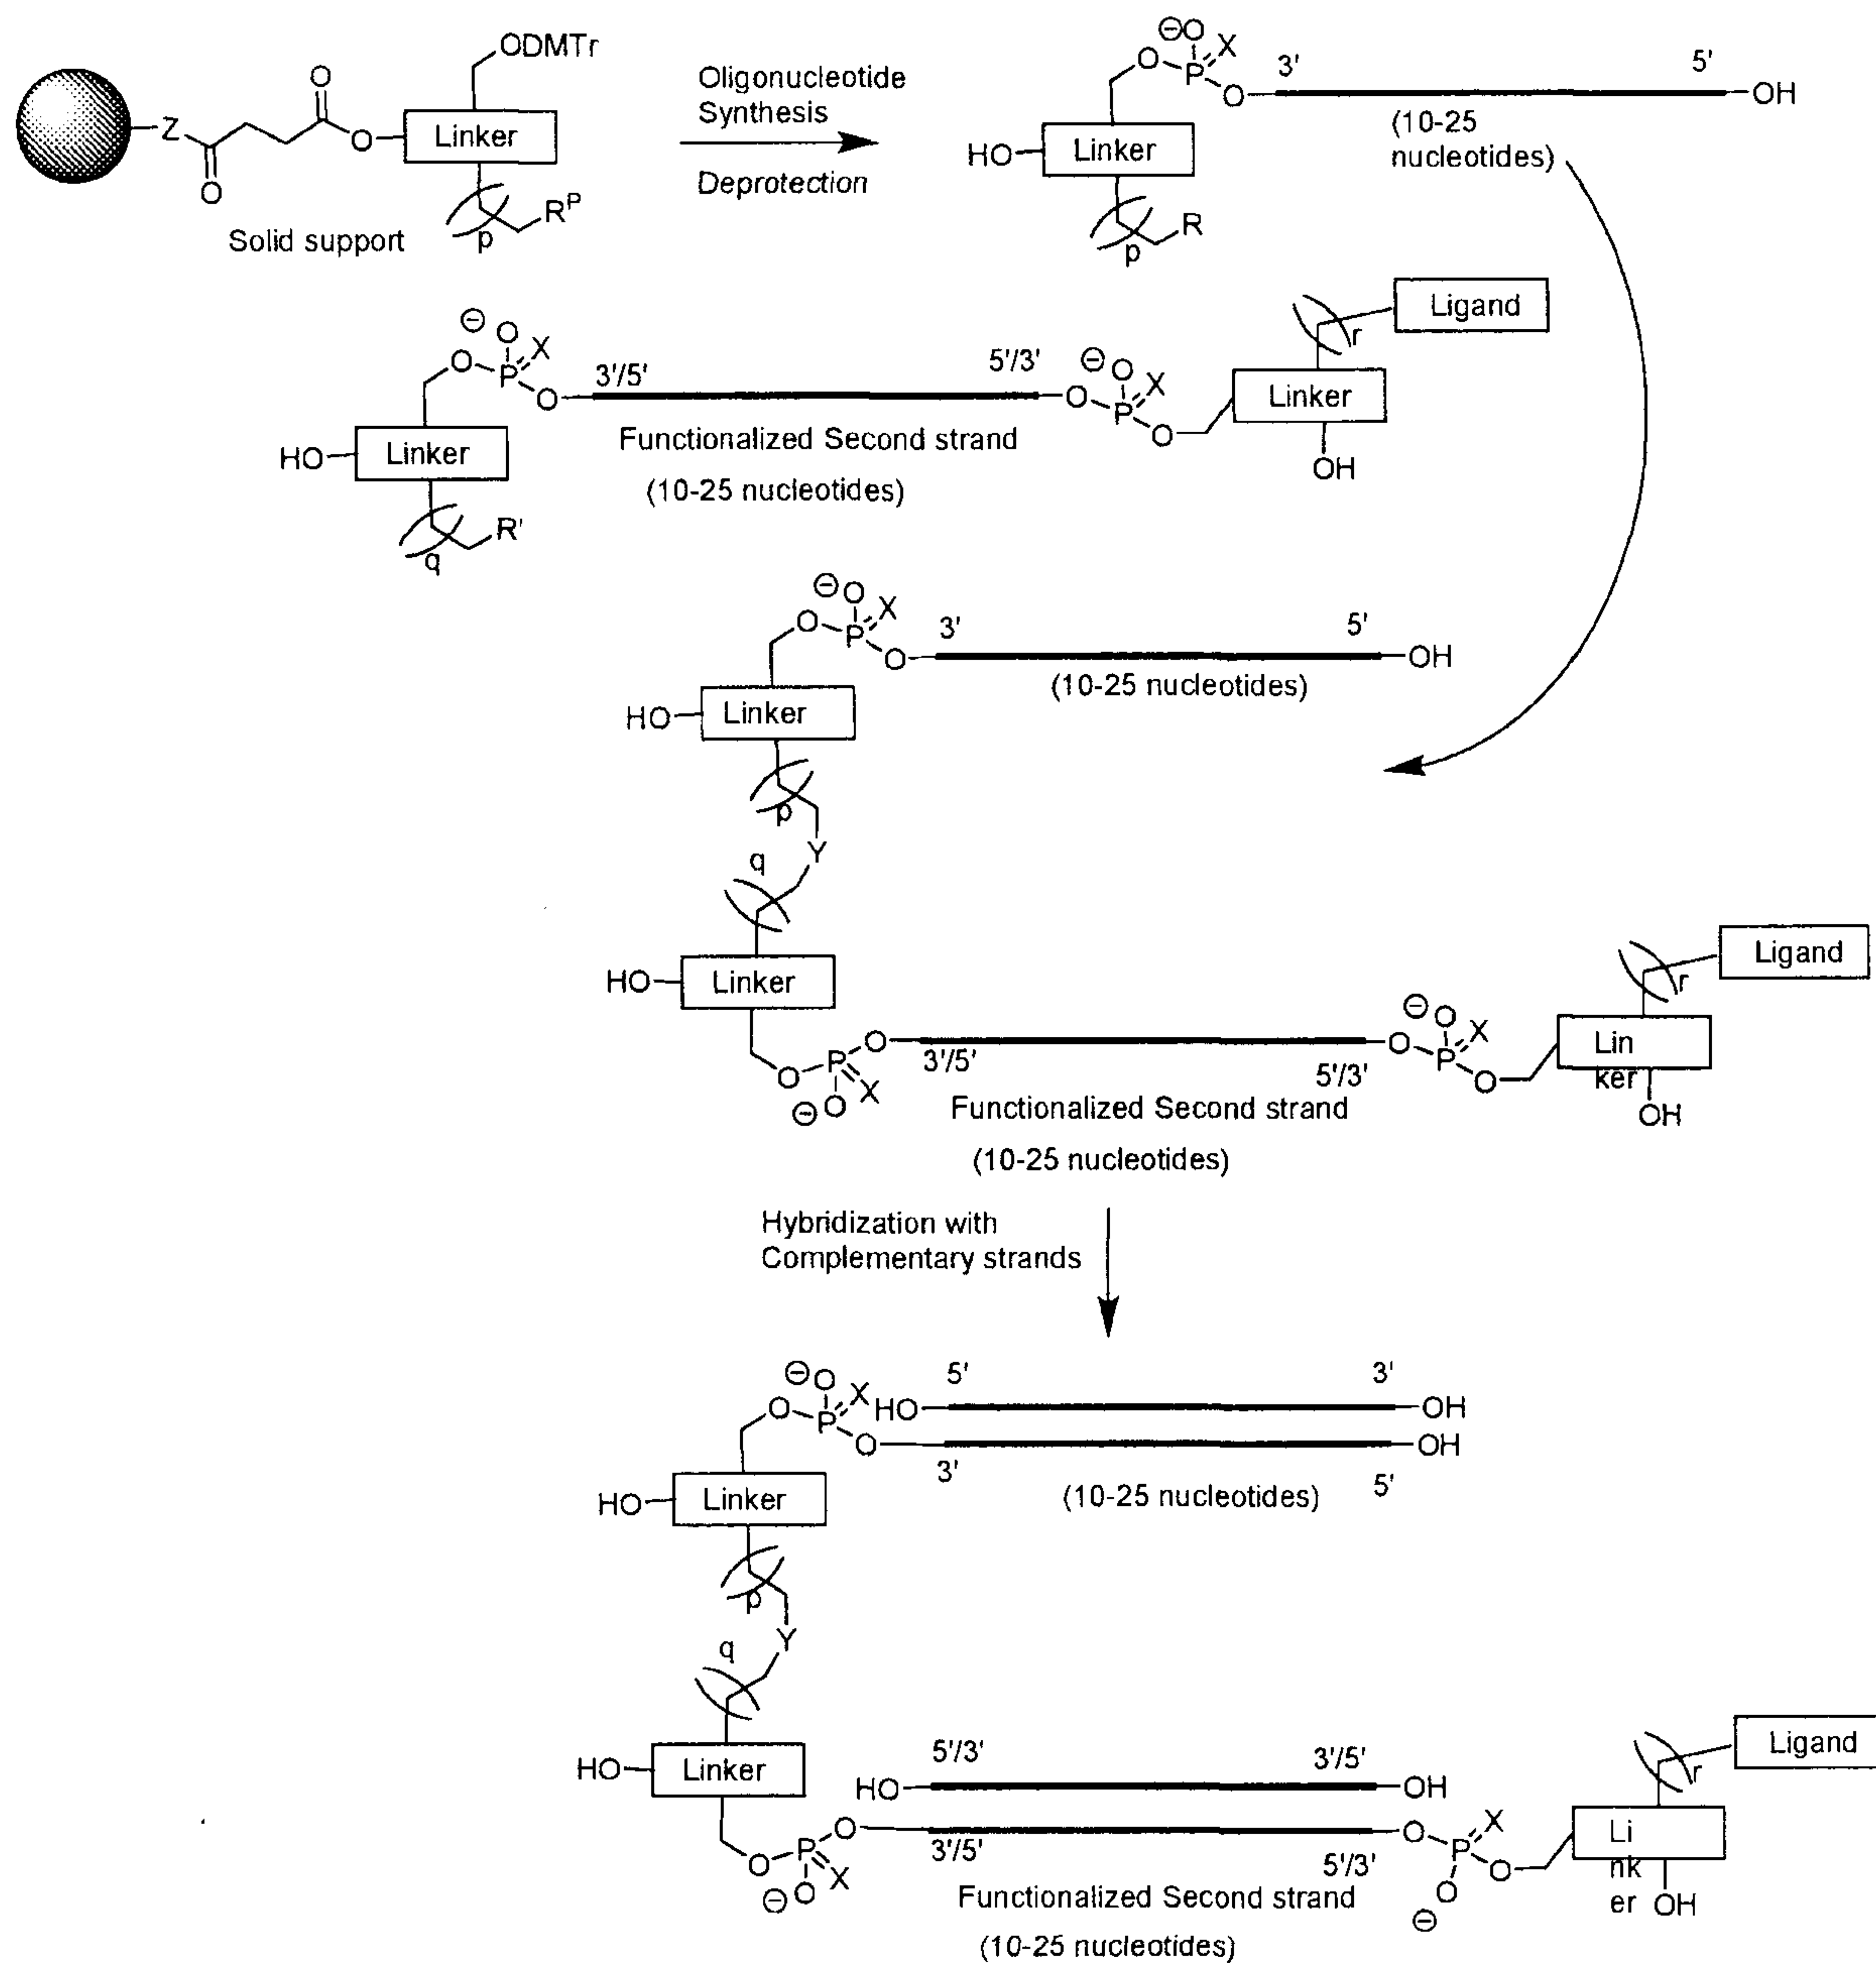 ODMTr
Oligonucleotide
Synthesis
Deprotection
Z
O
O
O
Linker
R^P
p
Solid support
⊖O
X
O
P
O
3'
5'
OH
(10-25
nucleotides)
HO
Linker
R
p
Ligand
r
⊖ O
X
O
P
O
3'/5'
5'/3'
⊖ O
X
O
P
O
Linker
OH
HO
Linker
Functionalized Second strand
(10-25 nucleotides)
R'
q
⊖ O
X
O
P
O
3'
5'
OH
(10-25 nucleotides)
HO
Linker
p
Y
q
HO
Linker
Ligand
r
O
P
O
X
⊖ O
3'/5'
5'/3'
⊖ O
X
O
P
O
Lin
ker
OH
Functionalized Second strand
(10-25 nucleotides)
Hybridization with
Complementary strands
⊖ O
X
O
P
O
5'
3'
HO
OH
OH
3'
5'
(10-25 nucleotides)
HO
Linker
p
Y
q
HO
Linker
Ligand
r
5'/3'
3'/5'
HO
OH
O
P
O
X
⊖ O
3'/5'
5'/3'
O
X
P
O
O
⊖
Li
nk
er
OH
Functionalized Second strand
(10-25 nucleotides)